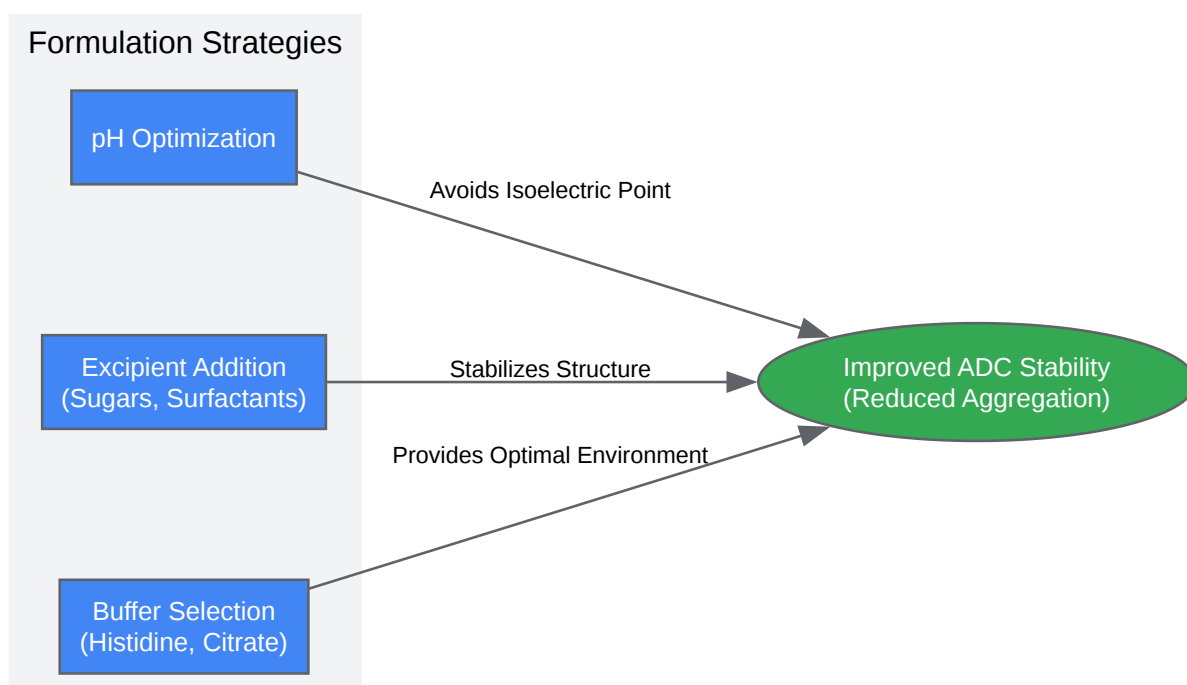 Formulation Strategies
pH Optimization
Avoids Isoelectric Point
Excipient Addition
(Sugars, Surfactants)
Stabilizes Structure
Improved ADC Stability
(Reduced Aggregation)
Provides Optimal Environment
Buffer Selection
(Histidine, Citrate)